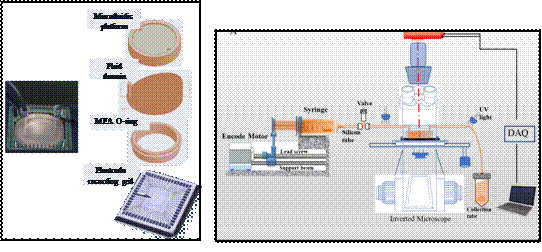 Microfluidic
platform
Fluid
domain
MEA O-ring
Electrode
recording grid
Syringe
Valve
UV
light
Encode Motor
Silicon
tube
DAQ
Lead screw
Support beam
Collection
tube
Inverted Microscope